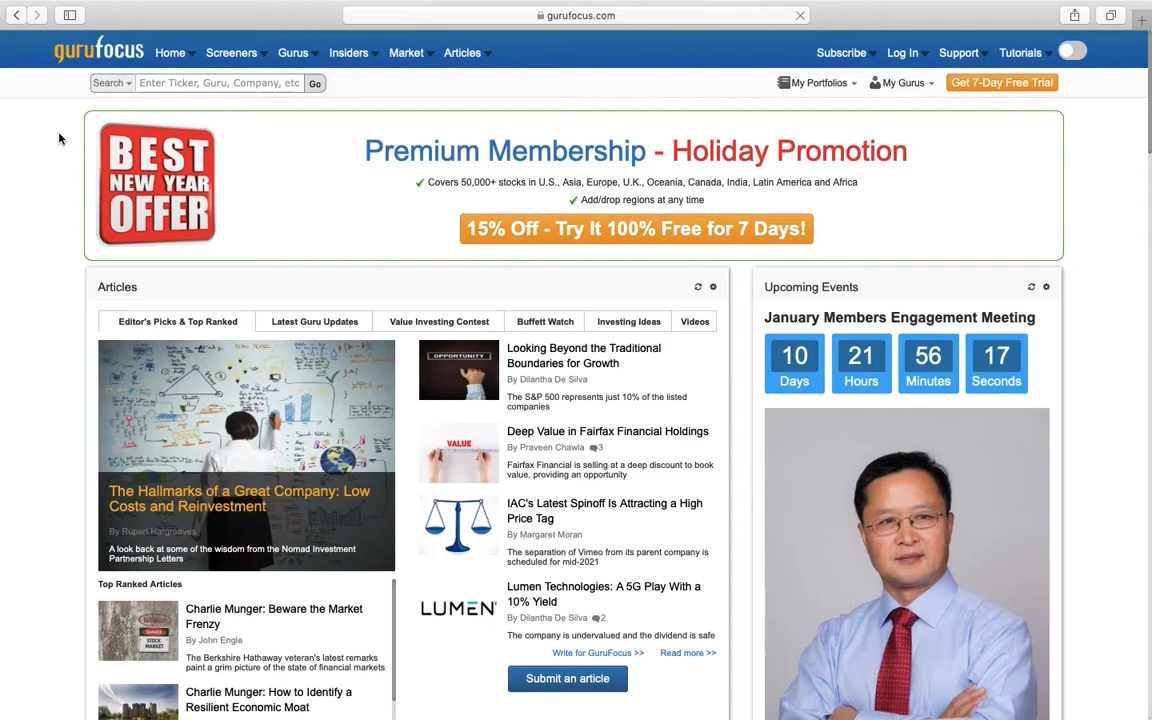 gurufocus.com
gurufocus Home Screeners Gurus Insiders Market Articles Subscribe Log In Support Tutorials
Search Enter Ticker, Guru, Company, etc Go My Portfolios My Gurus Get 7-Day Free Trial
BEST
NEW YEAR
OFFER
Premium Membership - Holiday Promotion
Covers 50,000+ stocks in U.S., Asia, Europe, U.K., Oceania, Canada, India, Latin America and Africa
Add/drop regions at any time
15% Off - Try It 100% Free for 7 Days!
Articles
Editor's Picks & Top Ranked Latest Guru Updates Value Investing Contest Buffett Watch Investing Ideas Videos
The Hallmarks of a Great Company: Low
Costs and Reinvestment
By Rupert Hargreaves
A look back at some of the wisdom from the Nomad Investment
Partnership Letters
Top Ranked Articles
Charlie Munger: Beware the Market
Frenzy
By John Engle
The Berkshire Hathaway veteran's latest remarks
paint a grim picture of the state of financial markets
Charlie Munger: How to Identify a
Resilient Economic Moat
OPPORTUNITY
Looking Beyond the Traditional
Boundaries for Growth
By Dilantha De Silva
The S&P 500 represents just 10% of the listed
companies
VALUE
Deep Value in Fairfax Financial Holdings
By Praveen Chawla 3
Fairfax Financial is selling at a deep discount to book
value, providing an opportunity
IAC's Latest Spinoff Is Attracting a High
Price Tag
By Margaret Moran
The separation of Vimeo from its parent company is
scheduled for mid-2021
LUMEN
Lumen Technologies: A 5G Play With a
10% Yield
By Dilantha De Silva 2
The company is undervalued and the dividend is safe
Write for GuruFocus >> Read more >>
Submit an article
Upcoming Events
January Members Engagement Meeting
10 21 56 17
Days Hours Minutes Seconds